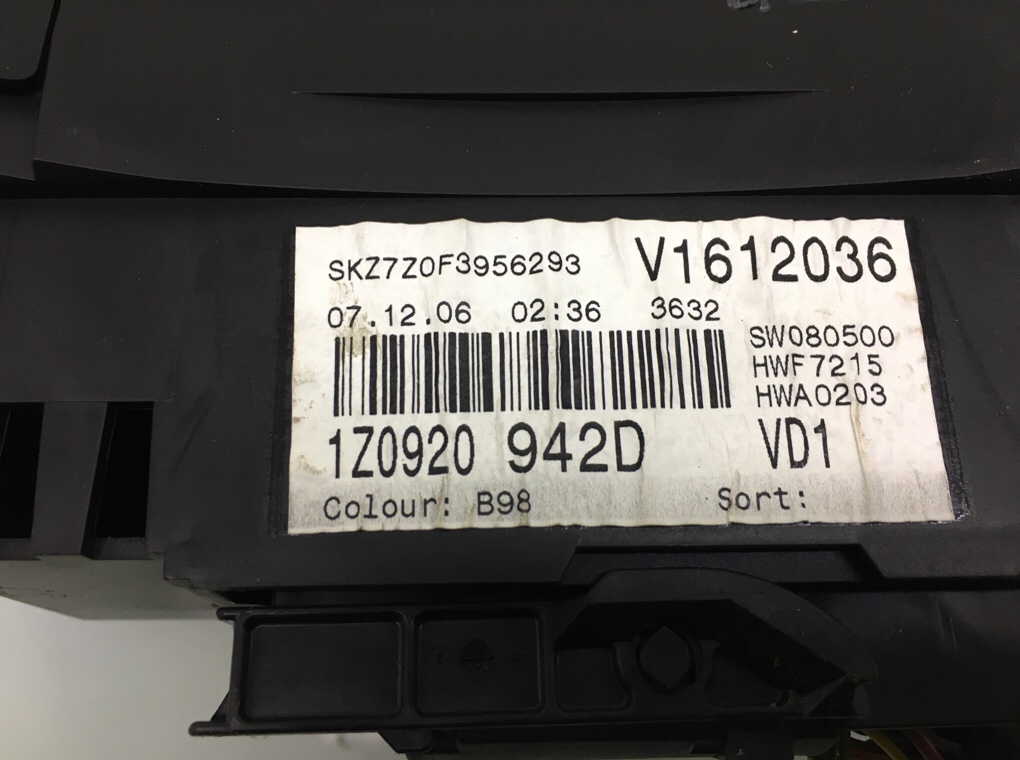 SKZ7Z0F3956293 V1612036
07.12.06 02:36 3632
SW080500
HWF7215
HWA0203
1Z0920 942D VD1
Colour: B98 Sort: